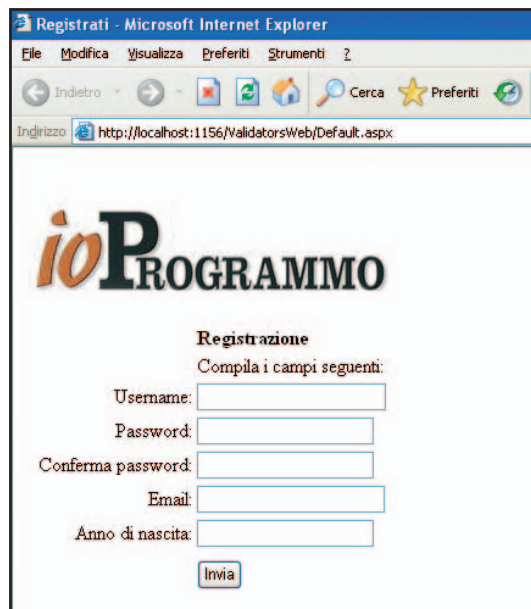 Registrati - Microsoft Internet Explorer
File Modifica Visualizza Preferiti Strumenti ?
Indietro Cerca Preferiti
Indirizzo http://localhost:1156/ValidatorsWeb/Default.aspx
ioProgrammo
Registrazione
Compila i campi seguenti:
Username:
Password:
Conferma password:
Email:
Anno di nascita:
Invia